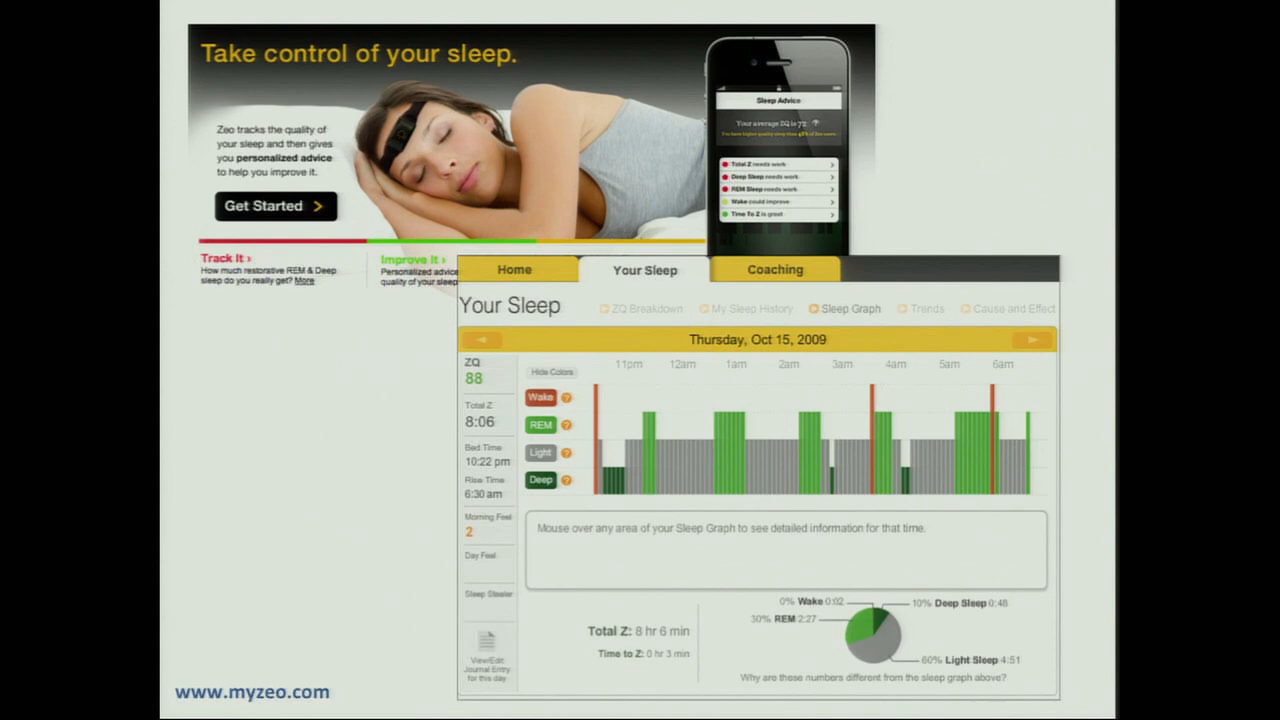 Take control of your sleep.
Zeo tracks the quality of
your sleep and then gives
you personalized advice
to help you improve it.
Get Started >
Sleep Advice
Your average ZQ is 72 ?
Total Z needs work
Deep Sleep needs work
REM Sleep needs work
Wake could improve
Time To Z is great
Track It ›
How much restorative REM & Deep
sleep do you really get? More
Improve It ›
Personalized advice
quality of your sleep
Home
Your Sleep
Coaching
Your Sleep
ZQ Breakdown
My Sleep History
Sleep Graph
Trends
Cause and Effect
Thursday, Oct 15, 2009
ZQ
88
Total Z
8:06
Bed Time
10:22 pm
Rise Time
6:30 am
Morning Feel
2
Day Feel
Sleep Stealer
View/Edit
Journal Entry
for this day
Hide Colors
11pm 12am 1am 2am 3am 4am 5am 6am
Wake ?
REM ?
Light ?
Deep ?
Mouse over any area of your Sleep Graph to see detailed information for that time.
Total Z: 8 hr 6 min
Time to Z: 0 hr 3 min
0% Wake 0:02
10% Deep Sleep 0:48
30% REM 2:27
60% Light Sleep 4:51
Why are these numbers different from the sleep graph above?
www.myzeo.com